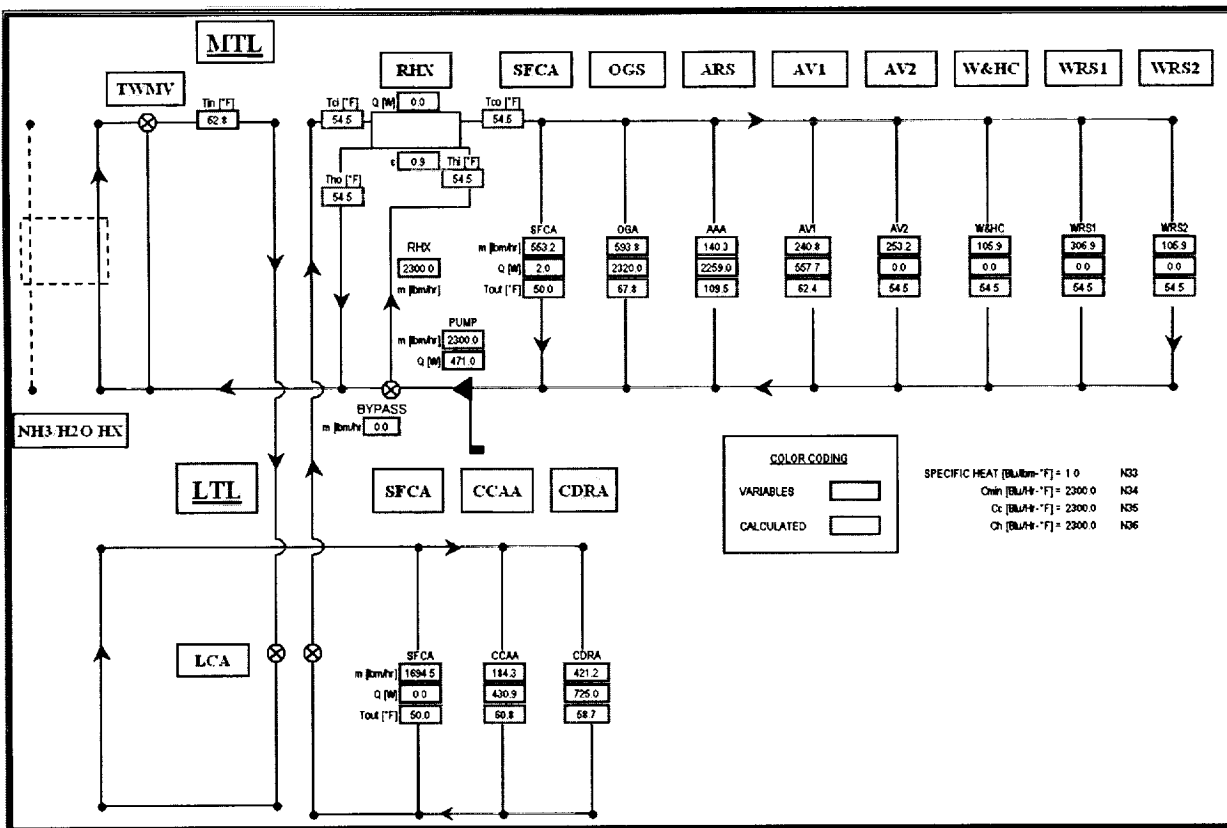 MTL
RHX
SFCA
OGS
ARS
AV1
AV2
W&HC
WRS1
WRS2
TWMV
Tin [°F]
52.8
Tci [°F]
54.5
Q [W]
0.0
Tco [°F]
54.5
ε
0.9
Tho [°F]
54.5
Thi [°F]
54.5
RHX
2300.0
m [lbm/hr]
PUMP
m [lbm/hr] 2300.0
Q [W] 471.0
BYPASS
m [lbm/hr] 0.0
SFCA OGA AAA AV1 AV2 W&HC WRS1 WRS2
m [lbm/hr] 553.2 593.8 140.3 240.8 253.2 105.9 306.9 106.9
Q [W] 2.0 2320.0 2259.0 557.7 0.0 0.0 0.0 0.0
Tout [°F] 50.0 67.8 109.5 62.4 54.5 54.5 54.5 54.5
NH3/H2O HX
LTL
SFCA
CCAA
CDRA
COLOR CODING
VARIABLES
CALCULATED
SPECIFIC HEAT [Btu/lbm-°F] = 1.0 N33
Cmin [Btu/Hr-°F] = 2300.0 N34
Cc [Btu/Hr-°F] = 2300.0 N35
Ch [Btu/Hr-°F] = 2300.0 N36
LCA
SFCA CCAA CDRA
m [lbm/hr] 1694.5 184.3 421.2
Q [W] 0.0 430.9 725.0
Tout [°F] 50.0 60.8 58.7